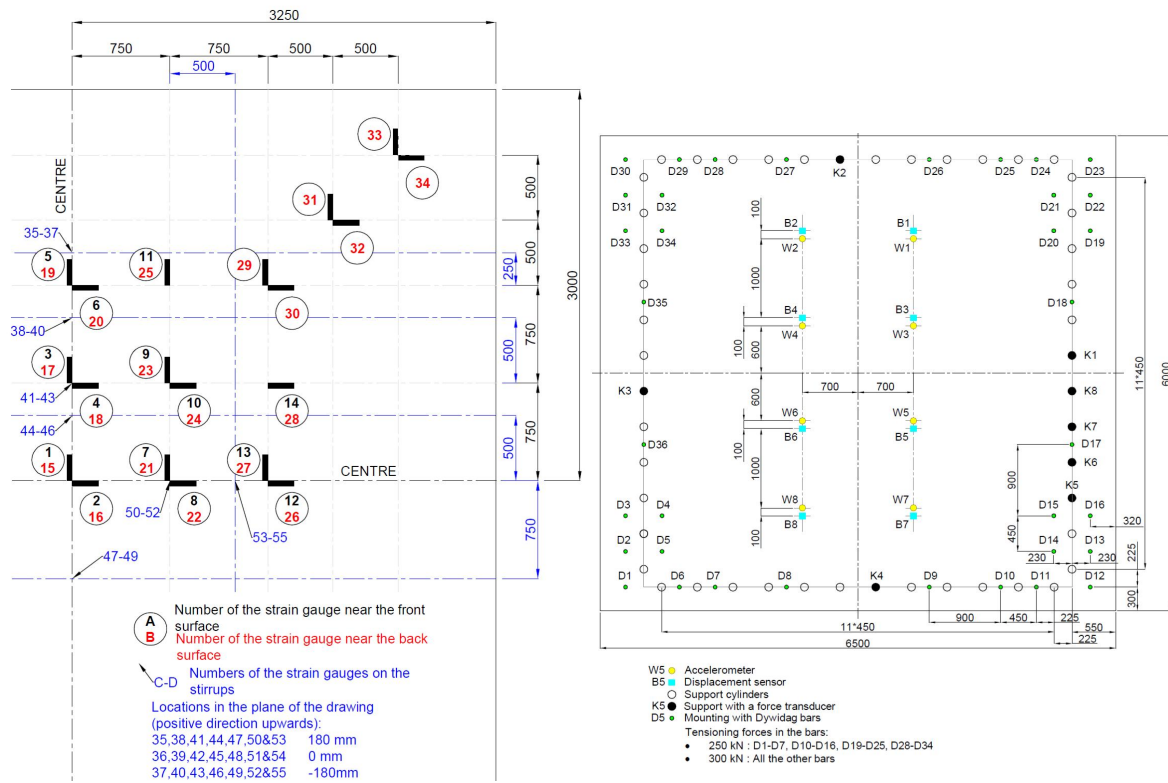 3250
750 750 500 500
500
33
34
31
32
CENTRE
35-37
5
19
11
25
29
6
20
30
38-40
3
17
9
23
41-43
4
18
10
24
14
28
44-46
1
15
7
21
13
27
CENTRE
2
16
50-52
8
22
12
26
53-55
47-49
500
500
250
750
500
750
500
750
3000
A
B
Number of the strain gauge near the front
surface
Number of the strain gauge near the back
surface
C-D
Numbers of the strain gauges on the
stirrups
Locations in the plane of the drawing
(positive direction upwards):
35,38,41,44,47,50&53 180 mm
36,39,42,45,48,51&54 0 mm
37,40,43,46,49,52&55 -180mm
D30 D29 D28 D27 K2 D26 D25 D24 D23
D31 D32 D21 D22
D33 D34 D20 D19
100 B2 B1
W2 W1
1000
D35 D18
B4 B3
W4 W3
100 600
K1
K3 700 700 K8
600
W6 W5 K7
B6 B5
100
D36 D17
K6
1000 900
K5
W8 W7
B8 B7
100
D3 D4 D15 D16
320
450
D2 D5 D14 D13
230 230
225
D1 D6 D7 D8 K4 D9 D10 D11 D12
300
900 450 225
550
11*450
225
6500
11*450
6000
W5 Accelerometer
B5 Displacement sensor
Support cylinders
K5 Support with a force transducer
D5 Mounting with Dywidag bars
Tensioning forces in the bars:
• 250 kN : D1-D7, D10-D16, D19-D25, D28-D34
• 300 kN : All the other bars